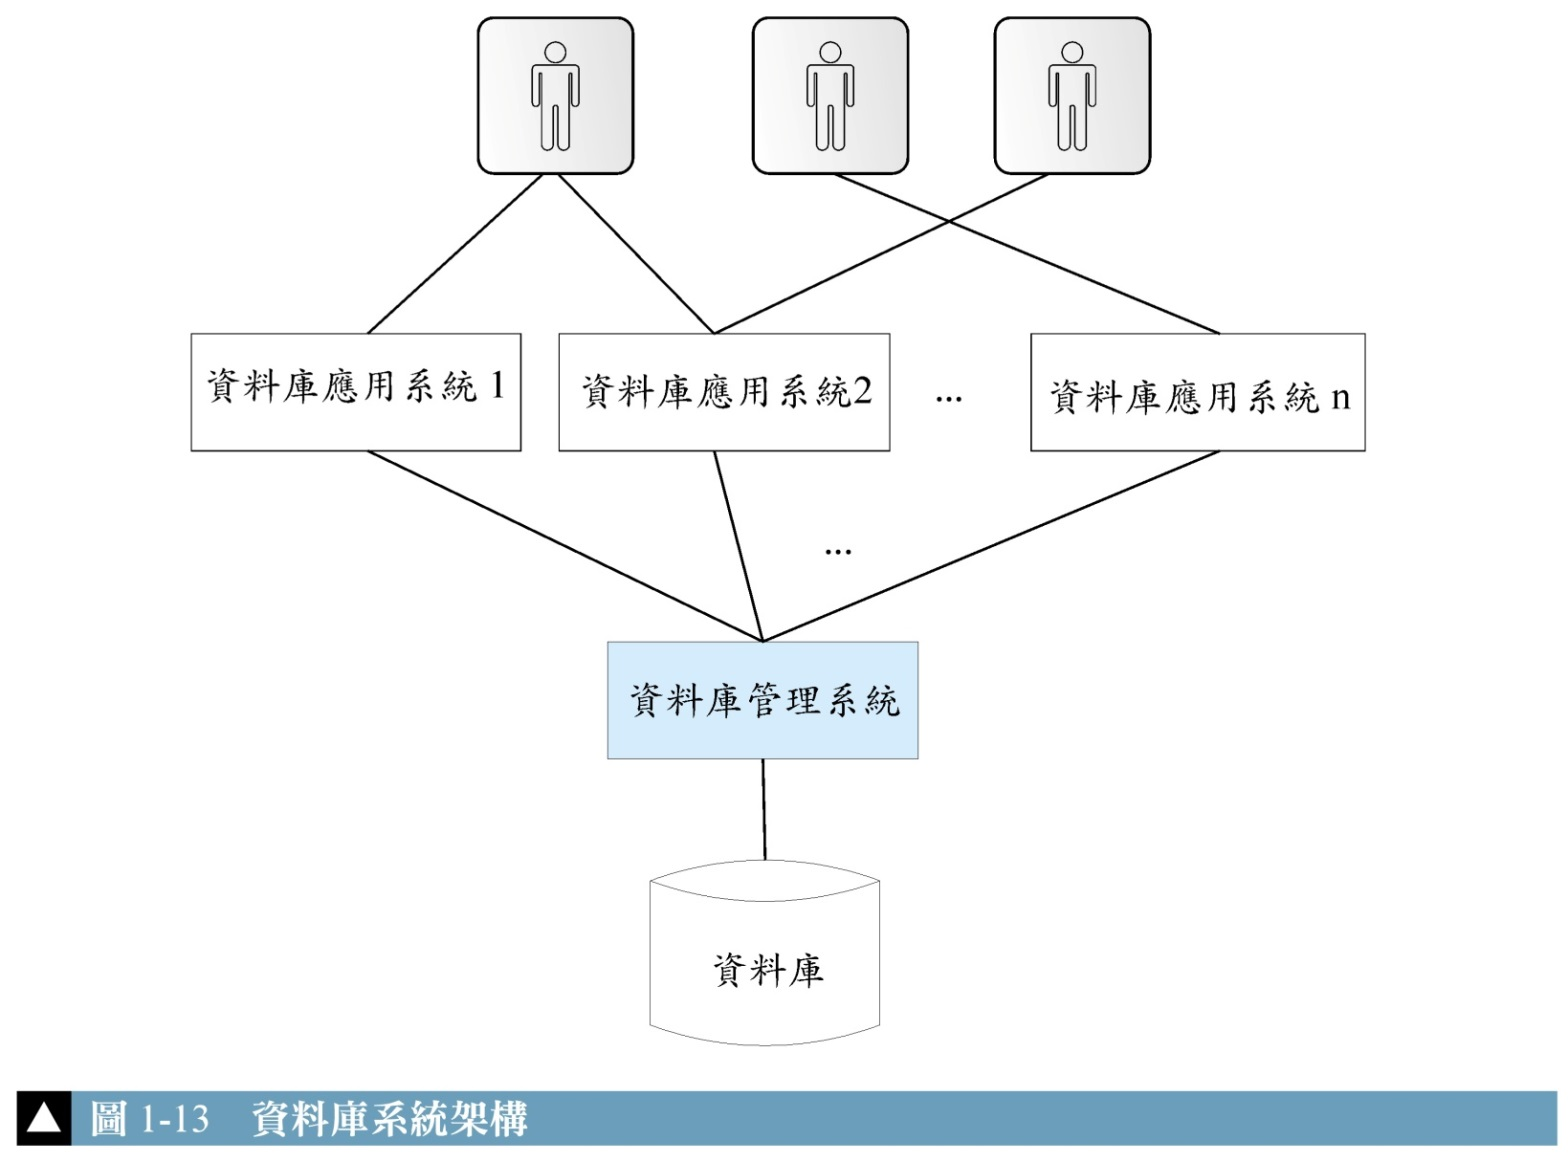 資料庫應用系統 1
資料庫應用系統2
...
資料庫應用系統 n
...
資料庫管理系統
資料庫
圖 1-13 資料庫系統架構